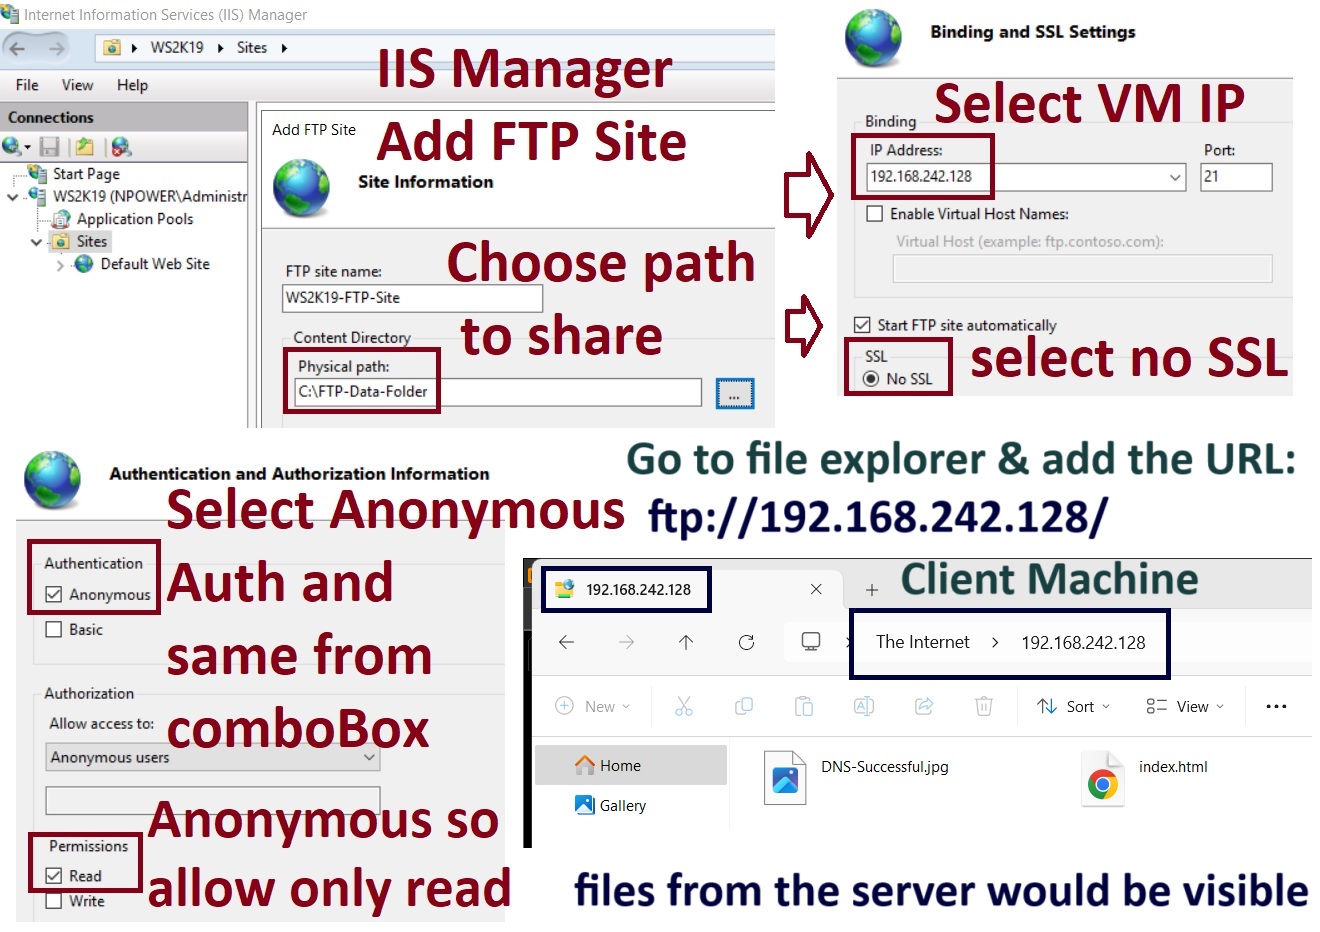 Internet Information Services (IIS) Manager
WS2K19 Sites
File View Help
IIS Manager
Connections
Add FTP Site
Add FTP Site
Site Information
Start Page
WS2K19 (NPOWER\Administr
Application Pools
Sites
Default Web Site
FTP site name:
WS2K19-FTP-Site
Choose path
to share
Content Directory
Physical path:
C:\FTP-Data-Folder
...
Binding and SSL Settings
Select VM IP
Binding
IP Address:
Port:
192.168.242.128
21
Enable Virtual Host Names:
Virtual Host (example: ftp.contoso.com):
Start FTP site automatically
SSL
No SSL
select no SSL
Authentication and Authorization Information
Select Anonymous
Auth and
same from
comboBox
Authentication
Anonymous
Basic
Authorization
Allow access to:
Anonymous users
Anonymous so
allow only read
Permissions
Read
Write
Go to file explorer & add the URL:
ftp://192.168.242.128/
Client Machine
192.168.242.128
The Internet > 192.168.242.128
New
Sort
View
Home
Gallery
DNS-Successful.jpg
index.html
files from the server would be visible